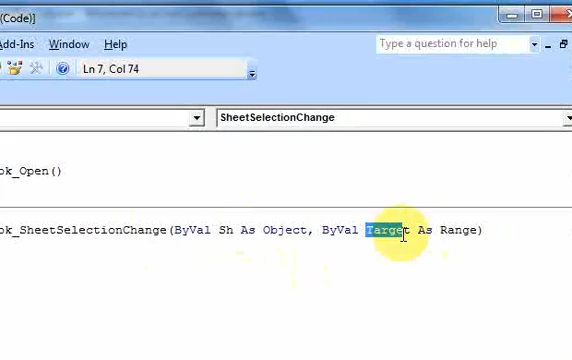 (Code)]
Add-Ins Window Help Type a question for help
Ln 7, Col 74
SheetSelectionChange
ok_Open()
ok_SheetSelectionChange(ByVal Sh As Object, ByVal Target As Range)